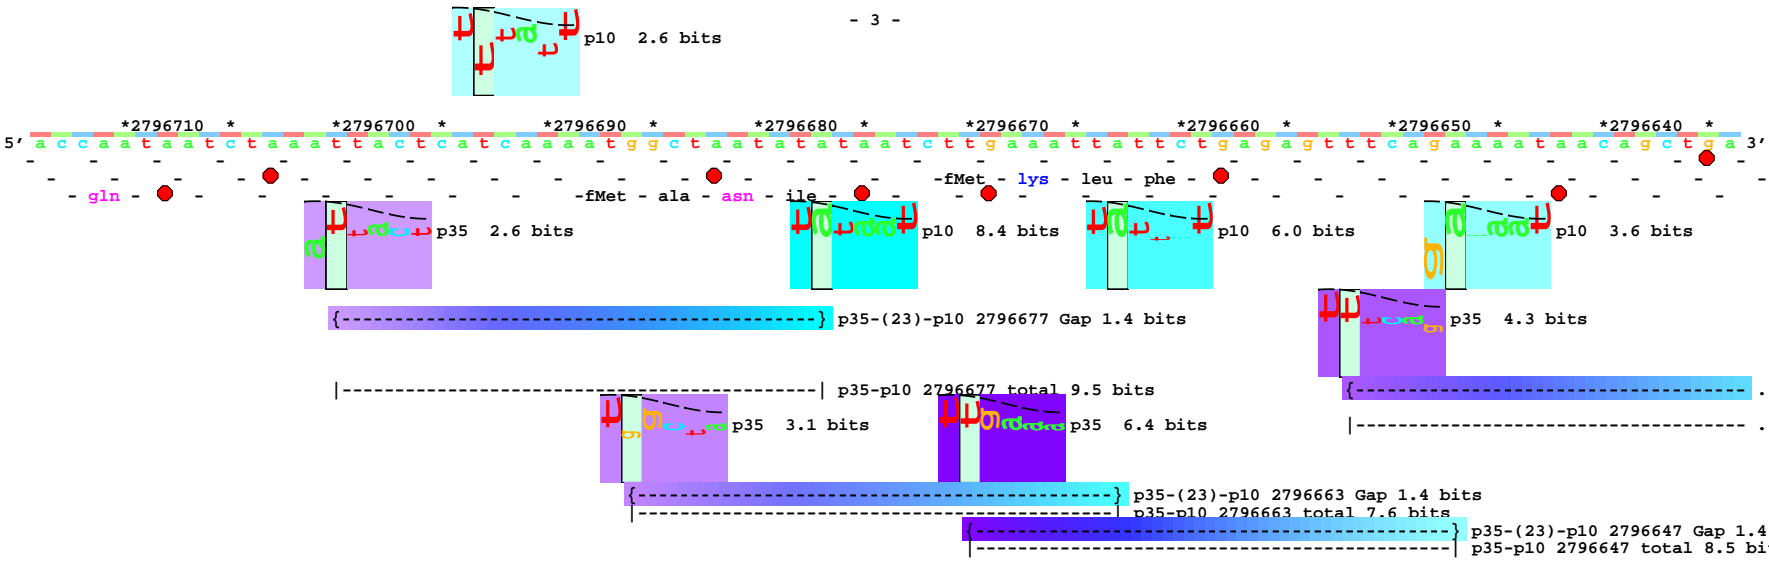 - 3 -
t t t a t t p10 2.6 bits
*2796710 * *2796700 * *2796690 * *2796680 * *2796670 * *2796660 * *2796650 * *2796640 *
5' a c c a a t a a t c t a a a t t a c t c a t c a a a a t g g c t a a t a t a t a a t c t t g a a a t t a t t c t g a g a g t t t c a g a a a a t a a c a g c t g a 3'
-fMet - lys - leu - phe -
- gln - -fMet - ala - asn - ile -
a t t a c t p35 2.6 bits
t a t a a t p10 8.4 bits
t a t t c t p10 6.0 bits
g a a a a t p10 3.6 bits
{-----------------------} p35-(23)-p10 2796677 Gap 1.4 bits
t t t c a g p35 4.3 bits
|-----------------------| p35-p10 2796677 total 9.5 bits
{------------------- .
t g g c t a p35 3.1 bits
t t g a a a p35 6.4 bits
|------------------- .
{-----------------------} p35-(23)-p10 2796663 Gap 1.4 bits
|-----------------------| p35-p10 2796663 total 7.6 bits
{-----------------------} p35-(23)-p10 2796647 Gap 1.4
|-----------------------| p35-p10 2796647 total 8.5 bi